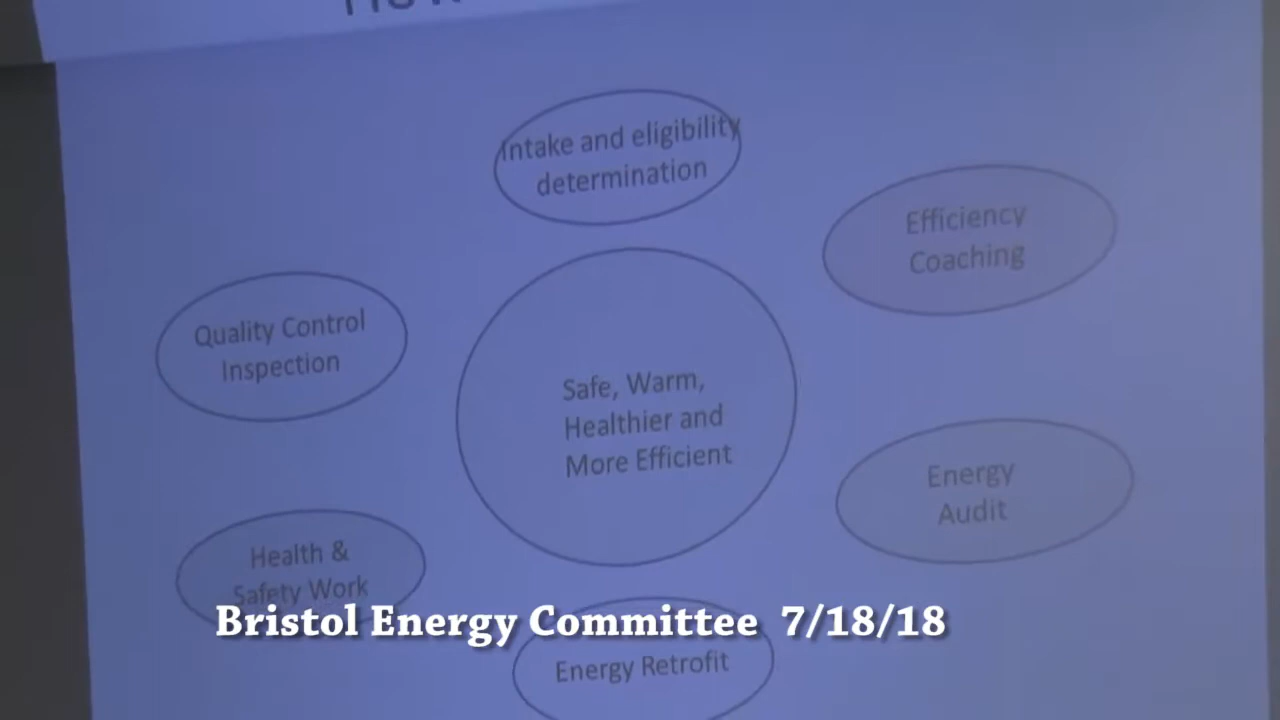 Intake and eligibility
determination
Efficiency
Coaching
Quality Control
Inspection
Safe, Warm,
Healthier and
More Efficient
Energy
Audit
Health &
Safety Work
Bristol Energy Committee 7/18/18
Energy Retrofit